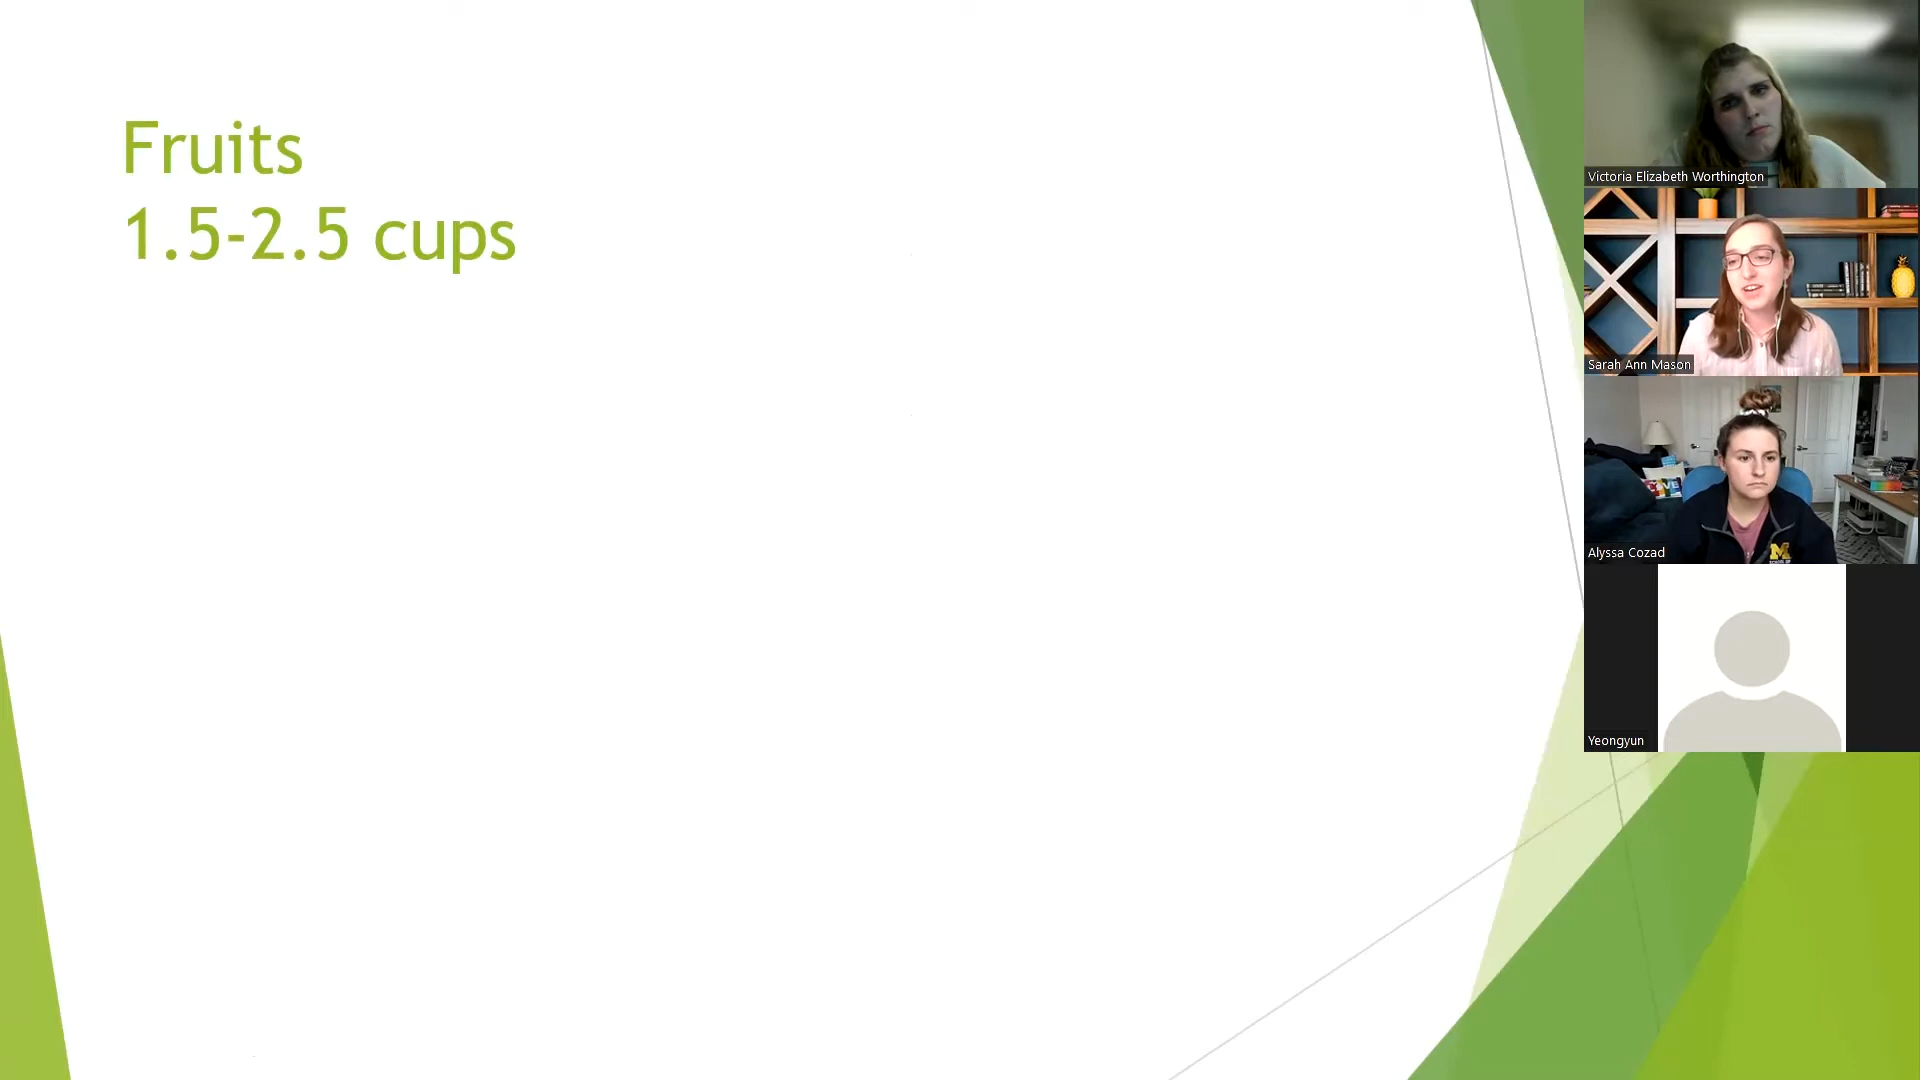 Fruits
1.5-2.5 cups
Victoria Elizabeth Worthington
Sarah Ann Mason
Alyssa Cozad
M
Yeongyun